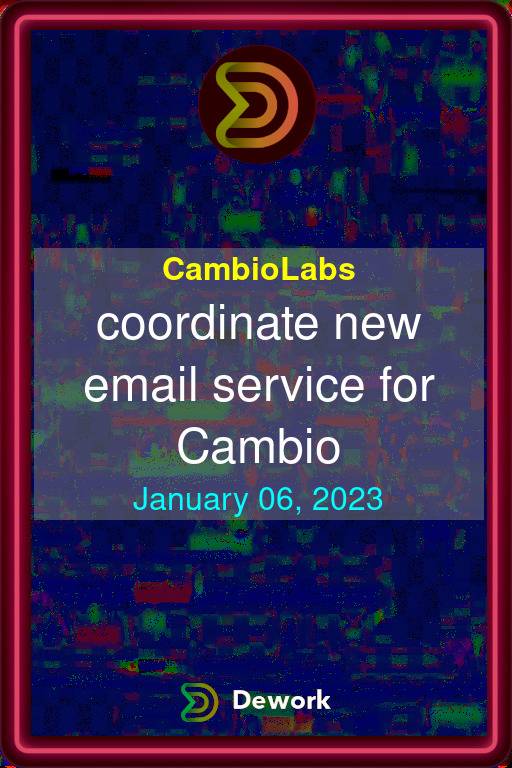 CambioLabs
coordinate new
email service for
Cambio
January 06, 2023
Dework